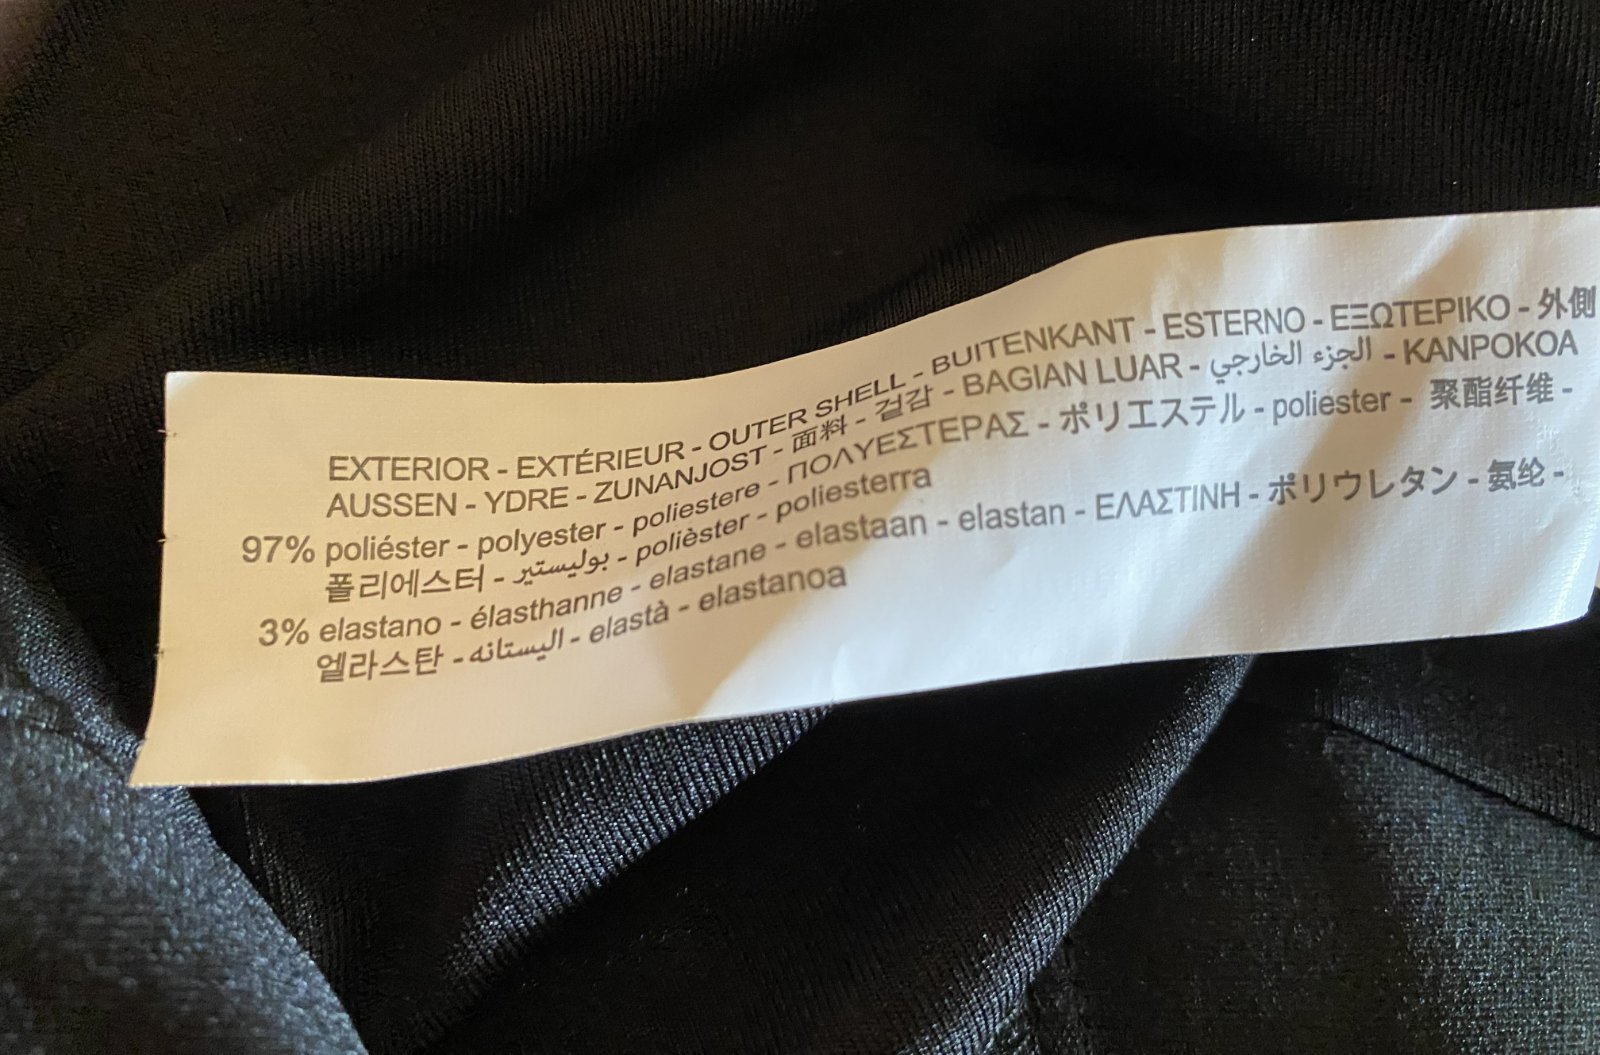 EXTERIOR - EXTÉRIEUR - OUTER SHELL - BUITENKANT - ESTERNO - ΕΞΩΤΕΡΙΚΟ - 外側
AUSSEN - YDRE - ZUNANJOST - 面料 - 겉감 - BAGIAN LUAR - الجزء الخارجي - KANPOKOA
97% poliéster - polyester - poliestere - ΠΟΛΥΕΣΤΕΡΑΣ - ポリエステル - poliester - 聚酯纤维 -
폴리에스터 - بوليستير - polièster - poliesterra
3% elastano - élasthanne - elastane - elastaan - elastan - ΕΛΑΣΤΙΝΗ - ポリウレタン - 氨纶 -
엘라스탄 - اليستانه - elastà - elastanoa